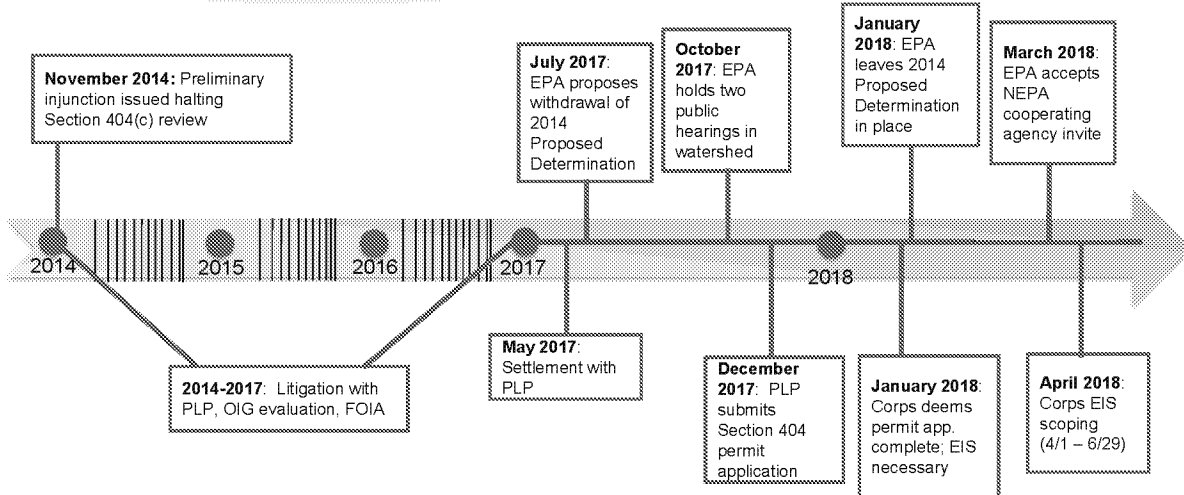 November 2014: Preliminary
injunction issued halting
Section 404(c) review
July 2017:
EPA proposes
withdrawal of
2014
Proposed
Determination
October
2017: EPA
holds two
public
hearings in
watershed
January
2018: EPA
leaves 2014
Proposed
Determination
in place
March 2018:
EPA accepts
NEPA
cooperating
agency invite
2014
2015
2016
2017
2018
2014-2017: Litigation with
PLP, OIG evaluation, FOIA
May 2017:
Settlement with
PLP
December
2017: PLP
submits
Section 404
permit
application
January 2018:
Corps deems
permit app.
complete; EIS
necessary
April 2018:
Corps EIS
scoping
(4/1 – 6/29)